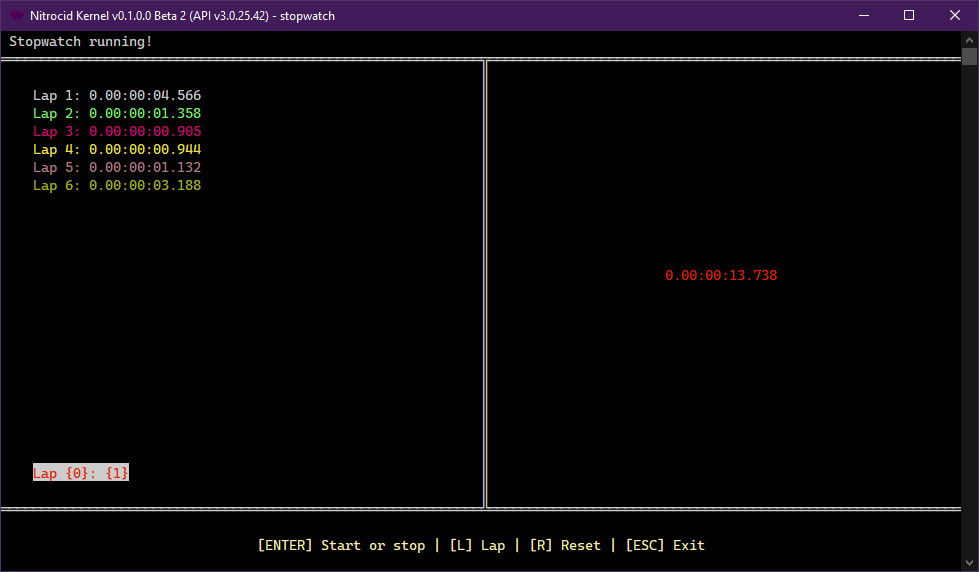 Nitrocid Kernel v0.1.0.0 Beta 2 (API v3.0.25.42) - stopwatch
Stopwatch running!
Lap 1: 0.00:00:04.566
Lap 2: 0.00:00:01.358
Lap 3: 0.00:00:00.905
Lap 4: 0.00:00:00.944
Lap 5: 0.00:00:01.132
Lap 6: 0.00:00:03.188
0.00:00:13.738
Lap {0}: {1}
[ENTER] Start or stop | [L] Lap | [R] Reset | [ESC] Exit